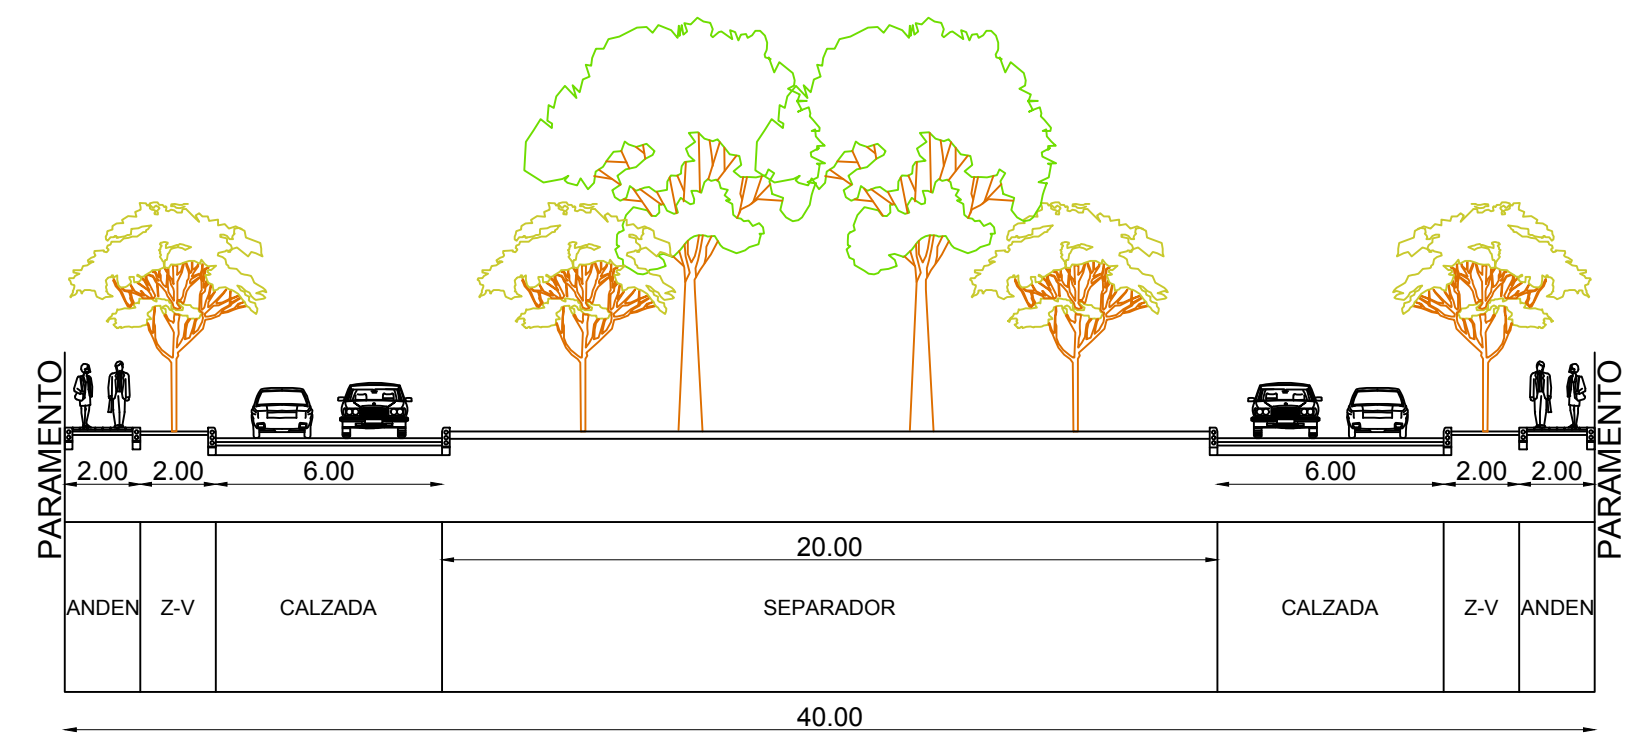 PARAMENTO
PARAMENTO
2.00 2.00 6.00 6.00 2.00 2.00
20.00
ANDEN Z-V CALZADA SEPARADOR CALZADA Z-V ANDEN
40.00